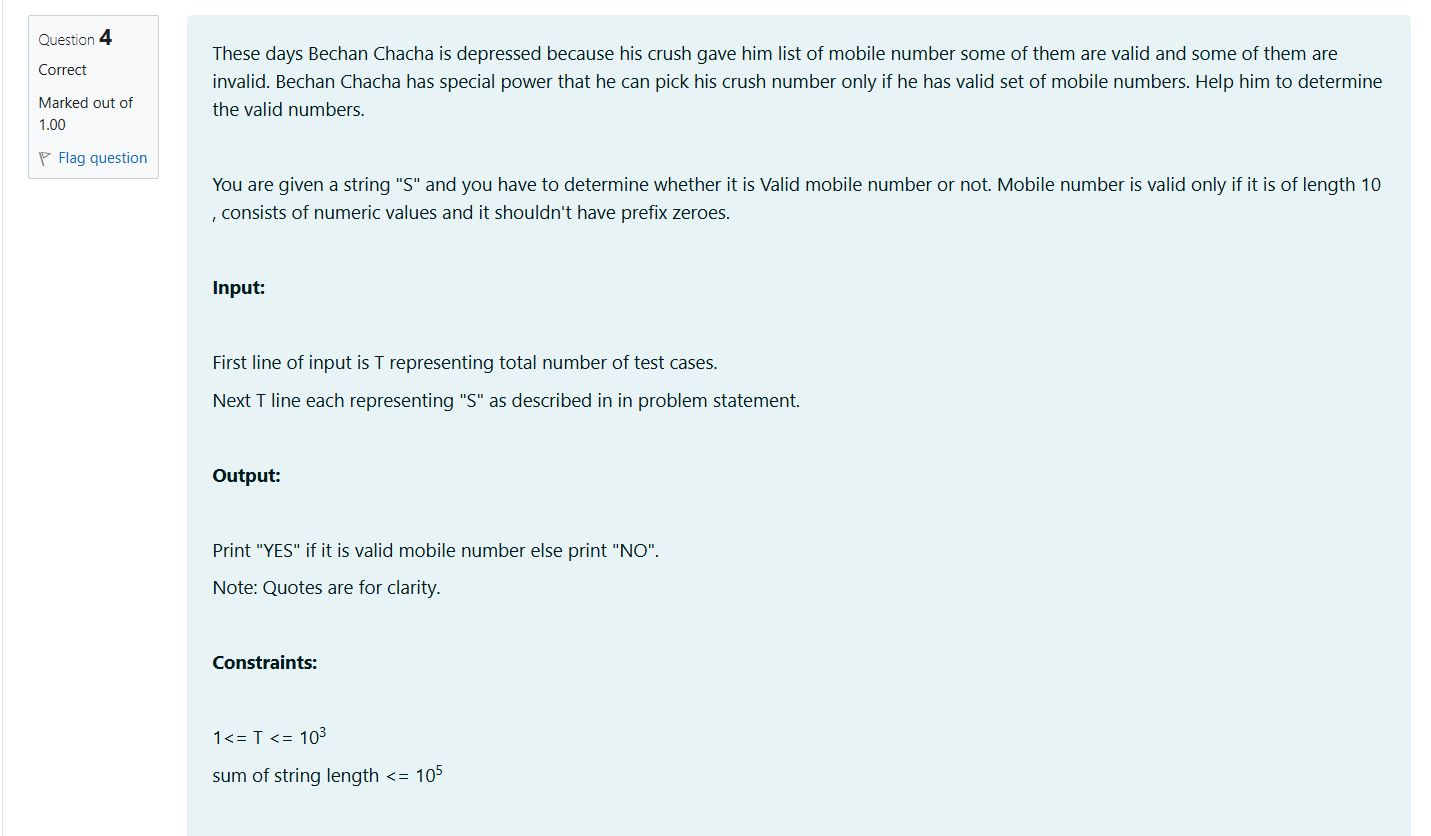 Question 4
Correct
Marked out of
1.00
Flag question
These days Bechan Chacha is depressed because his crush gave him list of mobile number some of them are valid and some of them are
invalid. Bechan Chacha has special power that he can pick his crush number only if he has valid set of mobile numbers. Help him to determine
the valid numbers.
You are given a string "S" and you have to determine whether it is Valid mobile number or not. Mobile number is valid only if it is of length 10
, consists of numeric values and it shouldn't have prefix zeroes.
Input:
First line of input is T representing total number of test cases.
Next T line each representing "S" as described in in problem statement.
Output:
Print "YES" if it is valid mobile number else print "NO".
Note: Quotes are for clarity.
Constraints:
1<= T <= 10³
sum of string length <= 10⁵